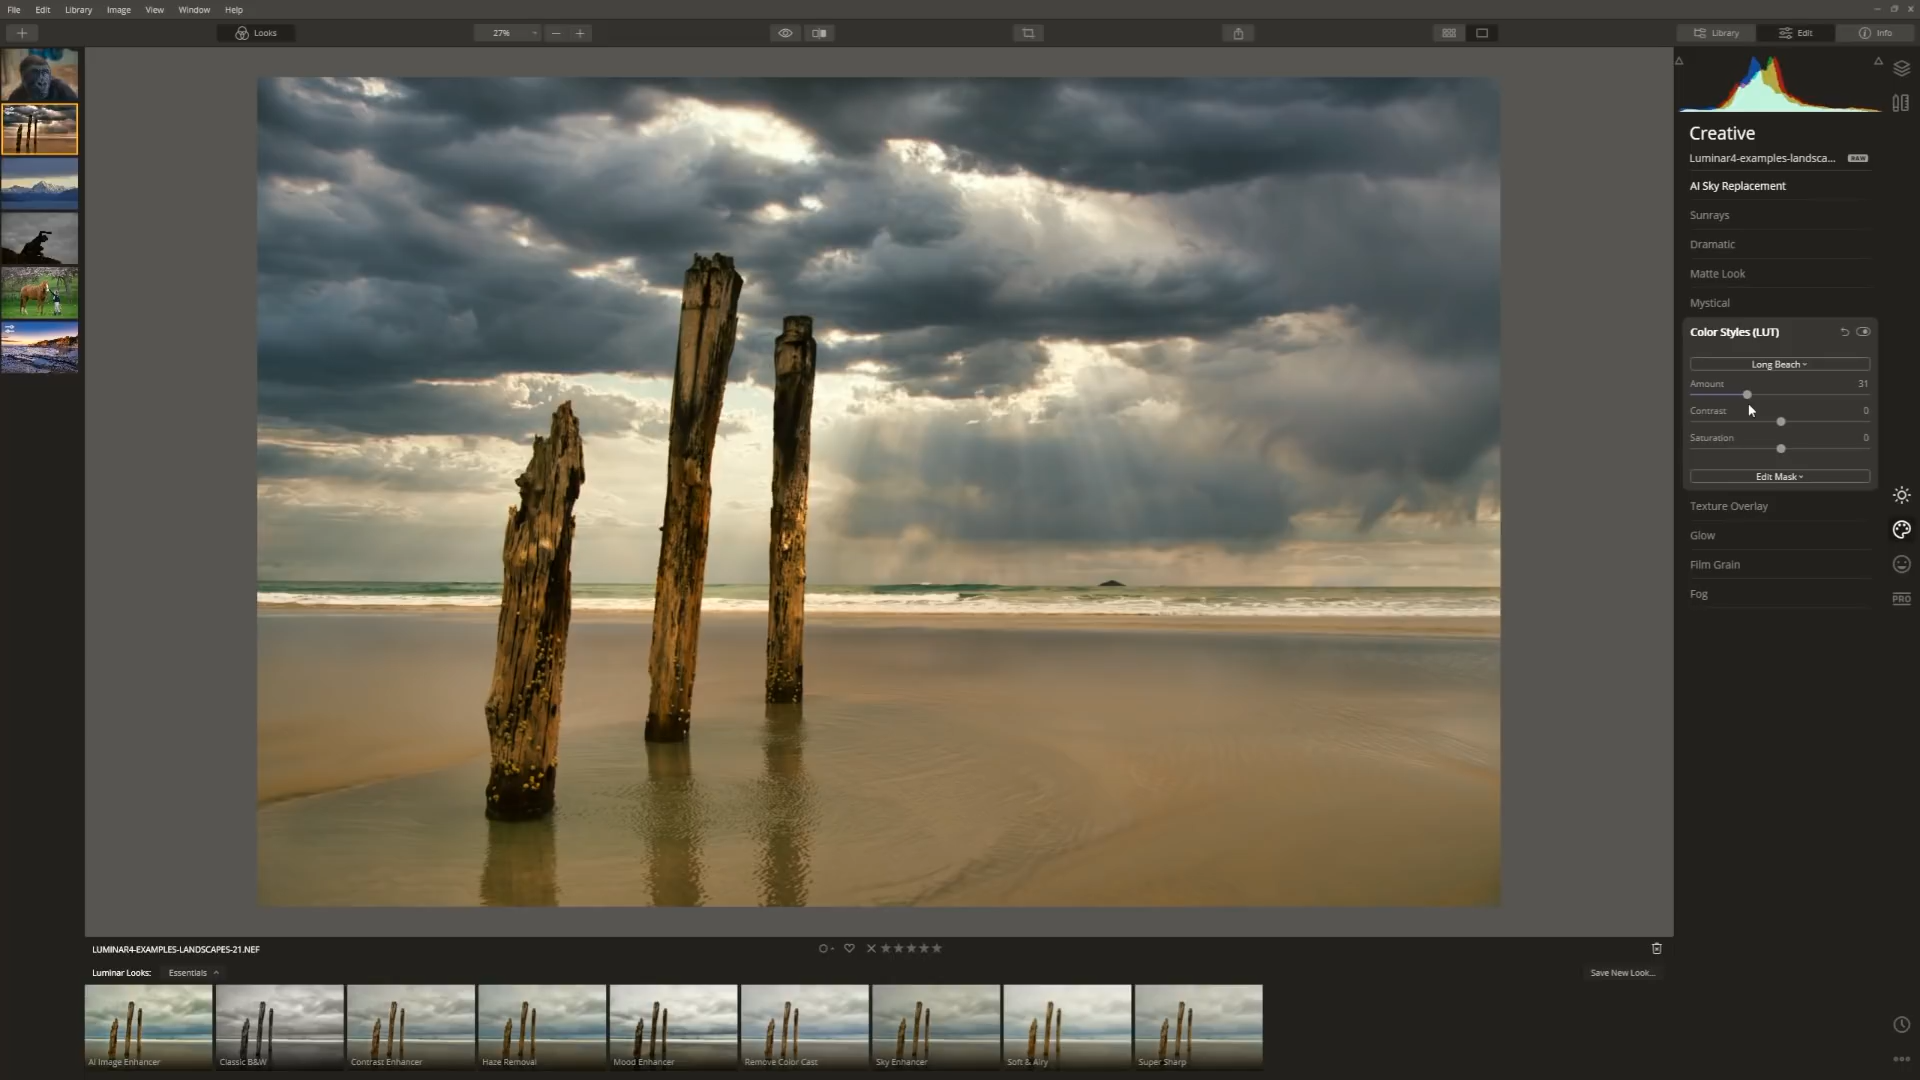 File Edit Library Image View Window Help
Looks 27% Library Edit Info
Creative
Luminar4-examples-landsca... RAW
AI Sky Replacement
Sunrays
Dramatic
Matte Look
Mystical
Color Styles (LUT)
Long Beach
Amount 31
Contrast 0
Saturation 0
Edit Mask
Texture Overlay
Glow
Film Grain
Fog
PRO
LUMINAR4-EXAMPLES-LANDSCAPES-21.NEF
Luminar Looks: Essentials Save New Look...
AI Image Enhancer Classic B&W Contrast Enhancer Haze Removal Mood Enhancer Remove Color Cast Sky Enhancer Soft & Airy Super Sharp